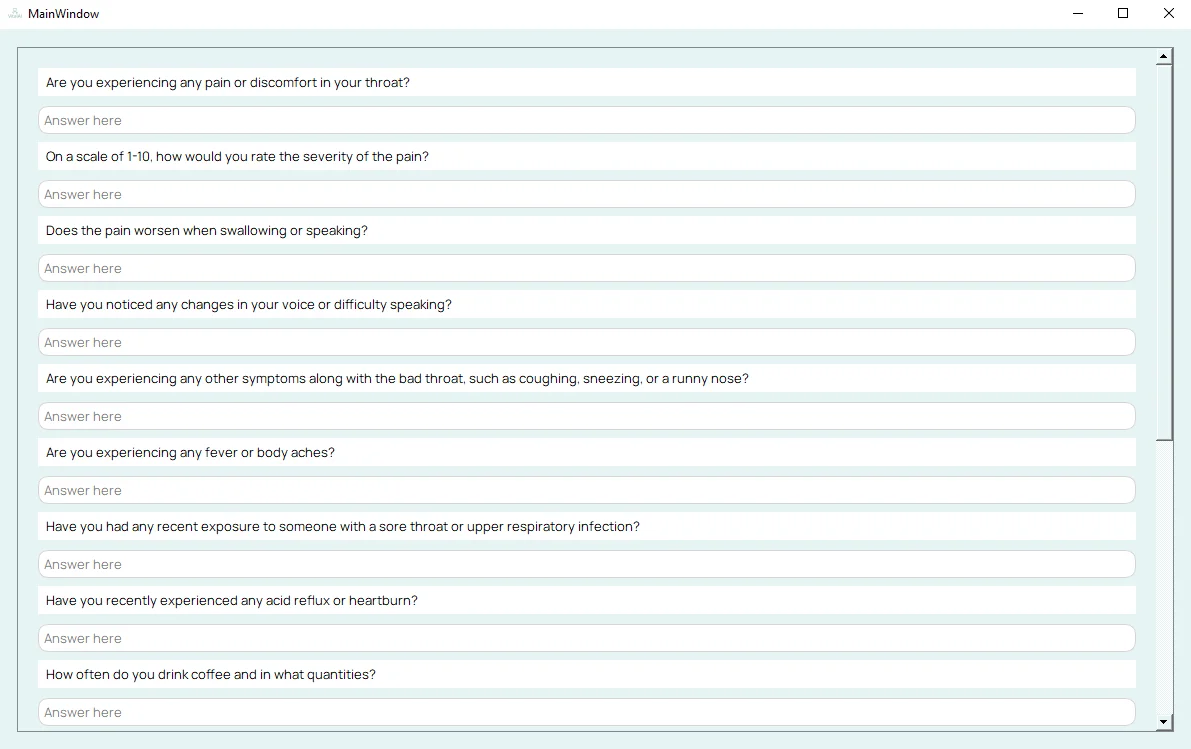 MainWindow
Are you experiencing any pain or discomfort in your throat?
Answer here
On a scale of 1-10, how would you rate the severity of the pain?
Answer here
Does the pain worsen when swallowing or speaking?
Answer here
Have you noticed any changes in your voice or difficulty speaking?
Answer here
Are you experiencing any other symptoms along with the bad throat, such as coughing, sneezing, or a runny nose?
Answer here
Are you experiencing any fever or body aches?
Answer here
Have you had any recent exposure to someone with a sore throat or upper respiratory infection?
Answer here
Have you recently experienced any acid reflux or heartburn?
Answer here
How often do you drink coffee and in what quantities?
Answer here